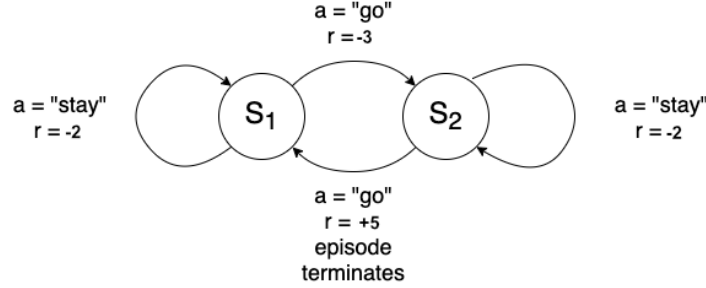 a = "go"
r = -3
a = "stay"
r = -2
S1
S2
a = "stay"
r = -2
a = "go"
r = +5
episode
terminates